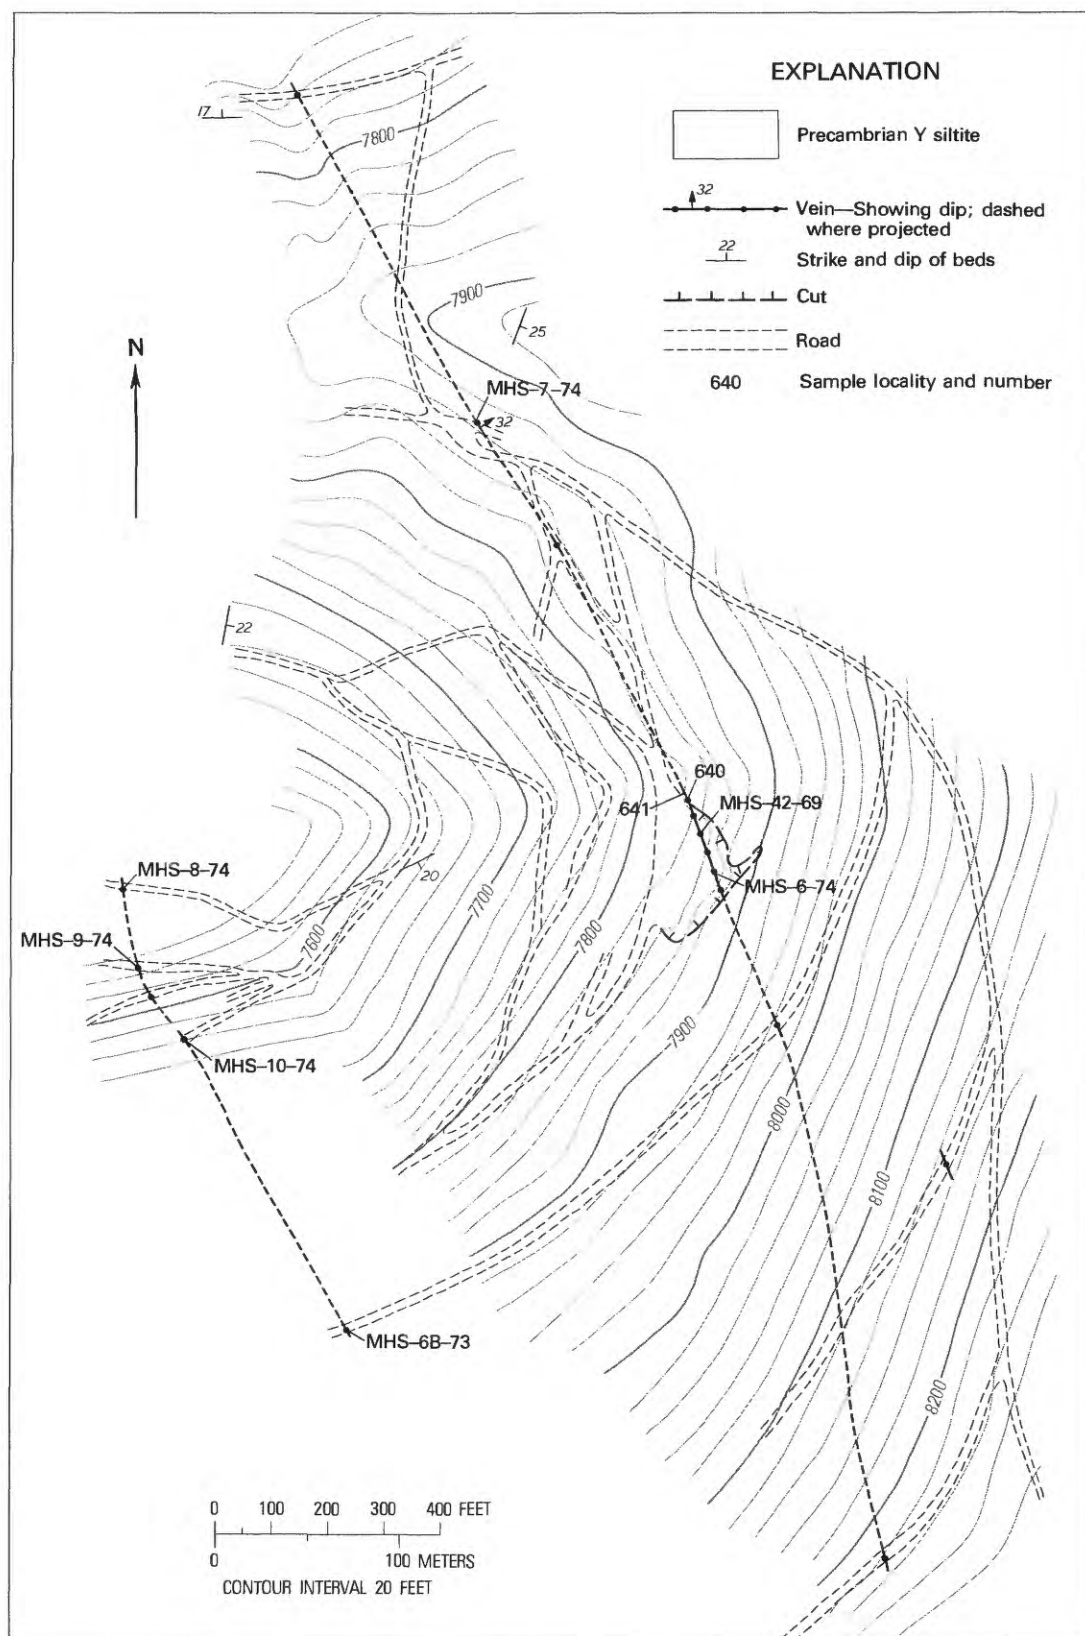 EXPLANATION
Precambrian Y siltite
32
Vein—Showing dip; dashed
where projected
22
Strike and dip of beds
Cut
Road
640 Sample locality and number
17
7800
7900
25
N
MHS–7–74
32
22
640
641
MHS–42–69
MHS–6–74
MHS–8–74
20
7700
7600
7800
MHS–9–74
7900
MHS–10–74
8000
8100
MHS–6B–73
8200
0 100 200 300 400 FEET
0 100 METERS
CONTOUR INTERVAL 20 FEET